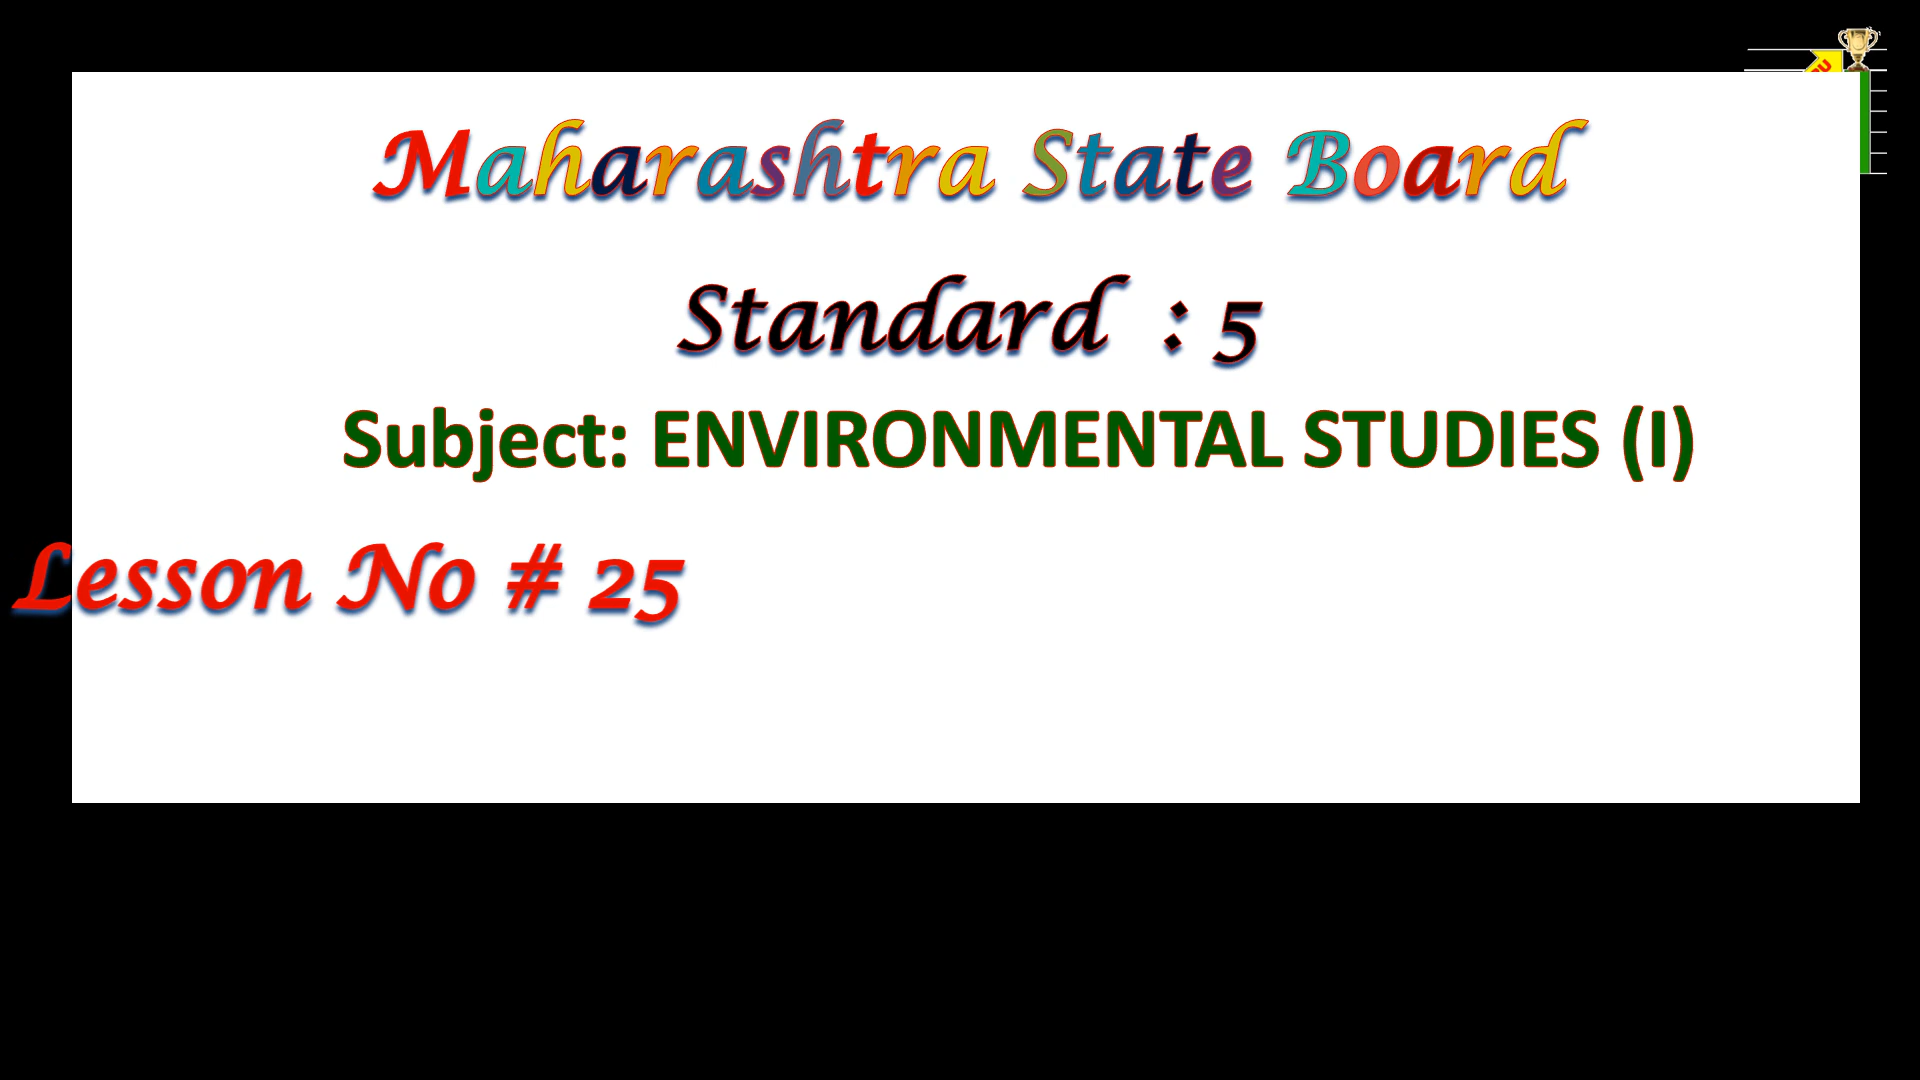 Maharashtra State Board
Standard : 5
Subject: ENVIRONMENTAL STUDIES (I)
Lesson No # 25